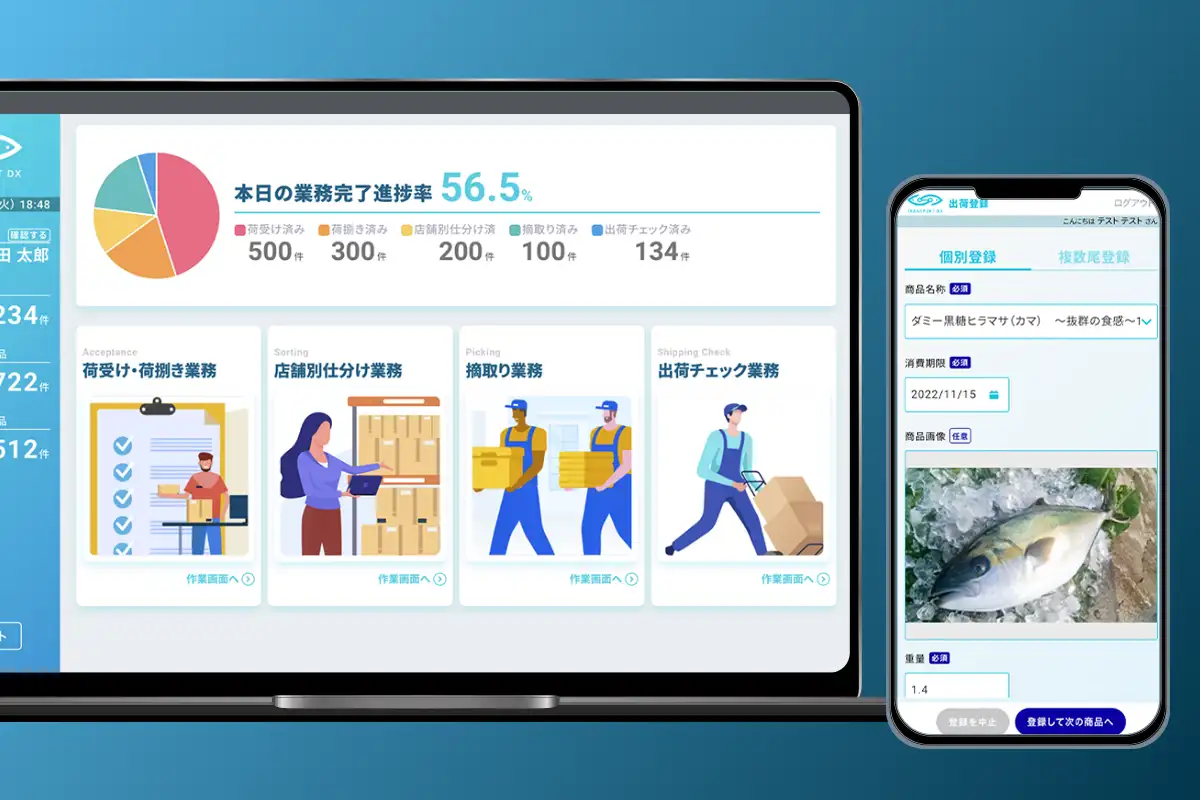 DX
火) 18:48
確認する
田 太郎
234件
品
722件
品
512件
ト
本日の業務完了進捗率 56.5%
荷受け済み 荷捌き済み 店舗別仕分け済 摘取り済み 出荷チェック済み
500件 300件 200件 100件 134件
Acceptance
荷受け・荷捌き業務
作業画面へ
Sorting
店舗別仕分け業務
作業画面へ
Picking
摘取り業務
作業画面へ
Shipping Check
出荷チェック業務
作業画面へ
出荷登録 ログアウト
こんにちは テスト テスト さん
個別登録 複数尾登録
商品名称 必須
ダミー黒糖ヒラマサ(カマ) ～抜群の食感～1
消費期限 必須
2022/11/15
商品画像 任意
重量 必須
1.4
登録を中止 登録して次の商品へ